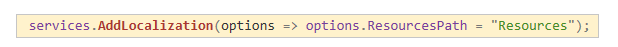 services.AddLocalization(options => options.ResourcesPath = "Resources");